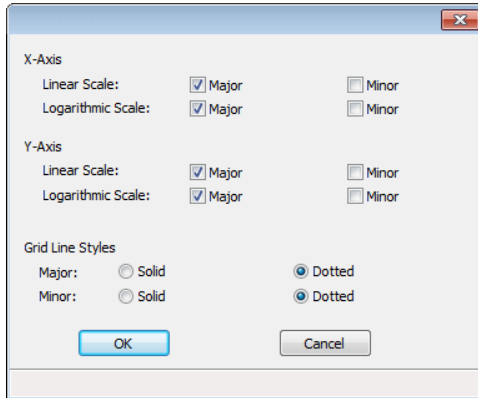 X-Axis
Linear Scale: Major Minor
Logarithmic Scale: Major Minor
Y-Axis
Linear Scale: Major Minor
Logarithmic Scale: Major Minor
Grid Line Styles
Major: Solid Dotted
Minor: Solid Dotted
OK Cancel